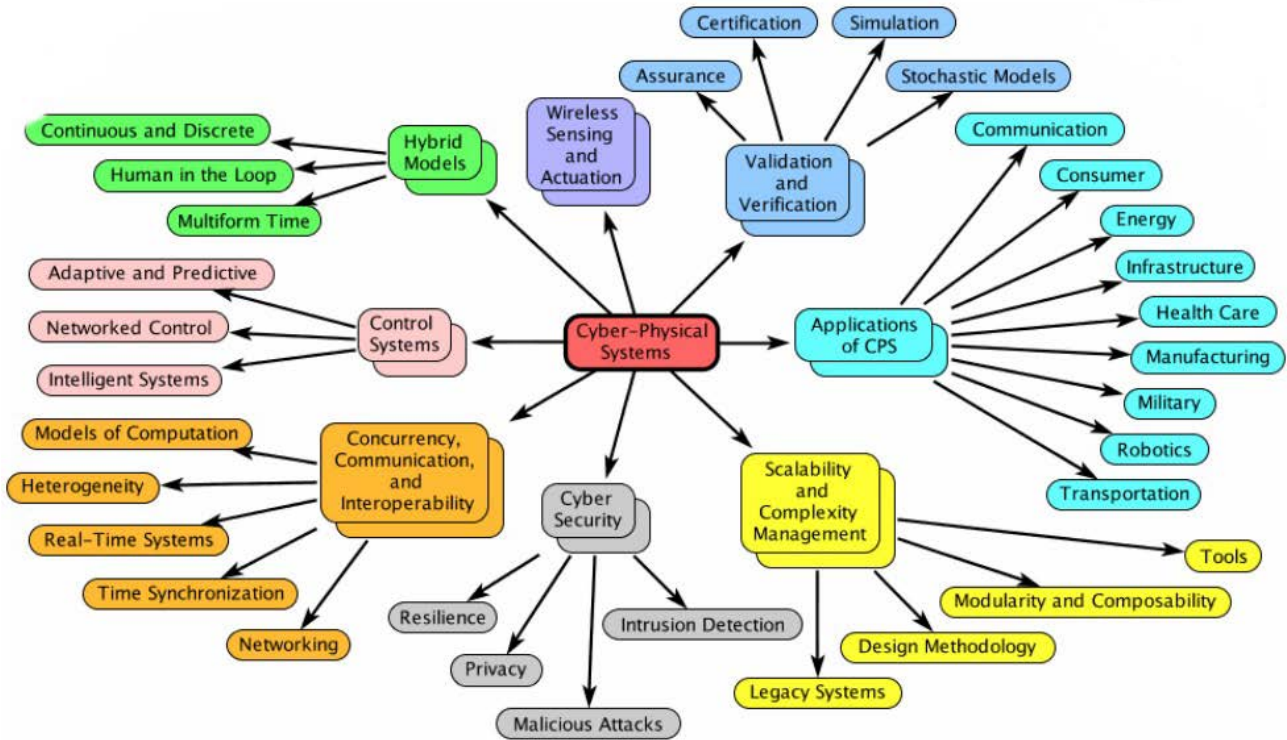 Certification
Simulation
Assurance
Stochastic Models
Wireless
Sensing
and
Actuation
Validation
and
Verification
Continuous and Discrete
Human in the Loop
Multiform Time
Hybrid
Models
Communication
Consumer
Energy
Infrastructure
Health Care
Manufacturing
Military
Robotics
Transportation
Applications
of CPS
Adaptive and Predictive
Networked Control
Intelligent Systems
Control
Systems
Cyber-Physical
Systems
Models of Computation
Heterogeneity
Real-Time Systems
Time Synchronization
Networking
Concurrency,
Communication,
and
Interoperability
Cyber
Security
Resilience
Privacy
Malicious Attacks
Intrusion Detection
Scalability
and
Complexity
Management
Tools
Modularity and Composability
Design Methodology
Legacy Systems